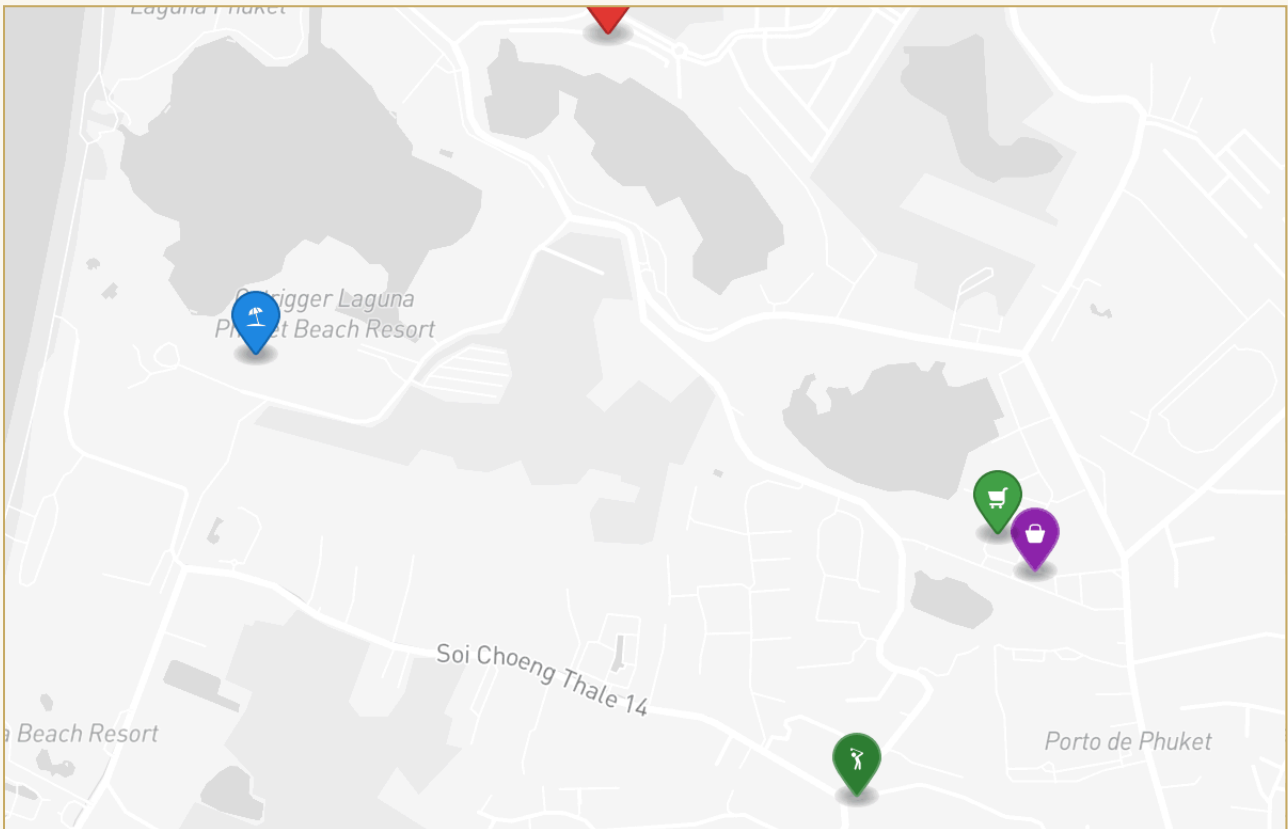 Laguna Phuket
Outrigger Laguna
Phuket Beach Resort
Soi Choeng Thale 14
a Beach Resort
Porto de Phuket